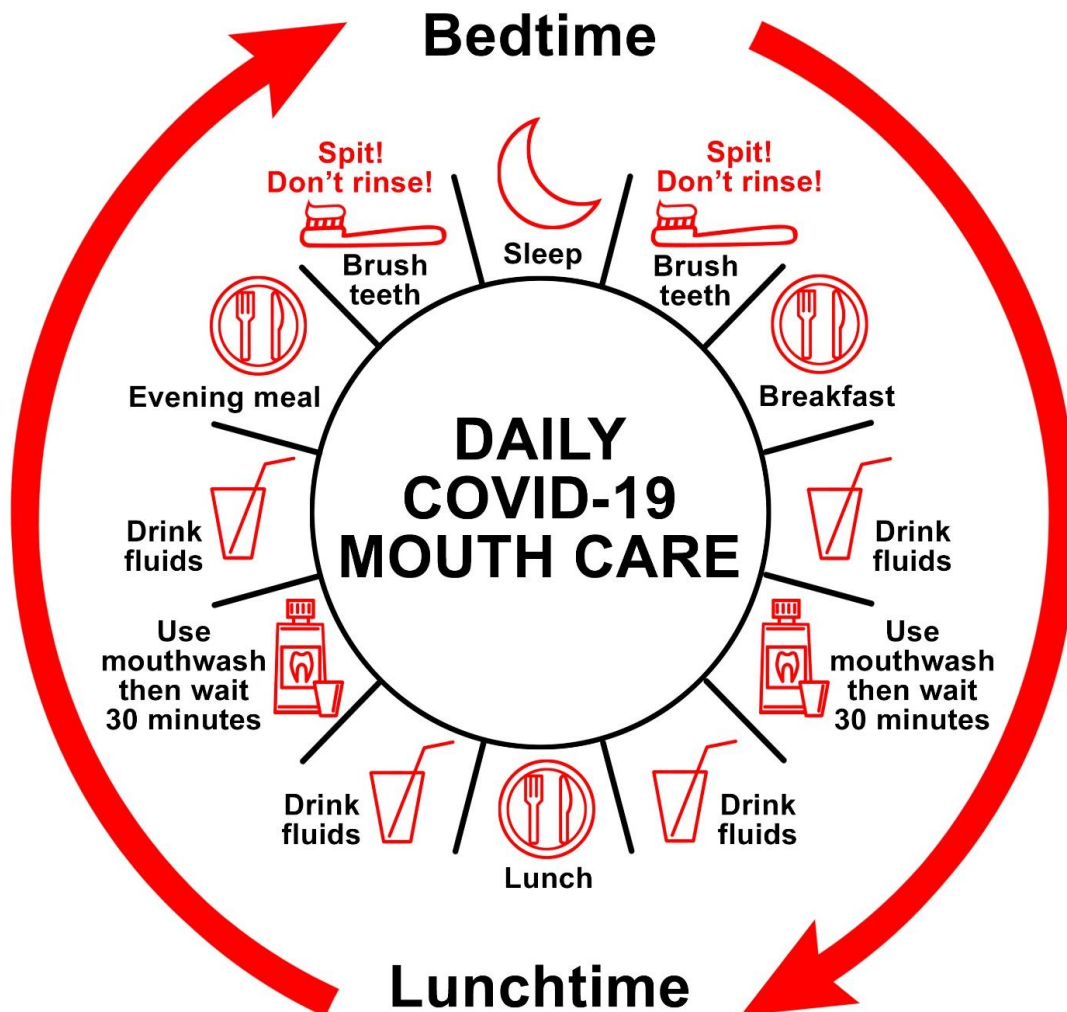 Bedtime
Sleep
Spit!
Don't rinse!
Brush
teeth
Breakfast
Drink
fluids
Use
mouthwash
then wait
30 minutes
Drink
fluids
Lunch
Lunchtime
Drink
fluids
Use
mouthwash
then wait
30 minutes
Drink
fluids
Evening meal
Spit!
Don't rinse!
Brush
teeth
DAILY
COVID-19
MOUTH CARE